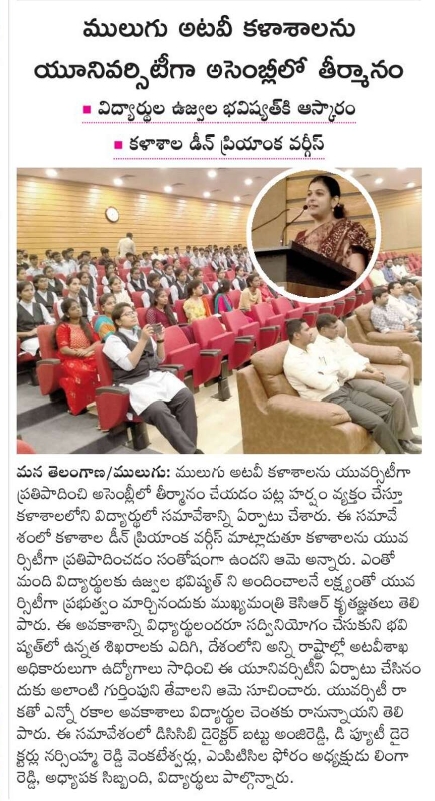 ములుగు అటవీ కళాశాలను
యూనివర్సిటీగా అసెంబ్లీలో తీర్మానం
■ విద్యార్థుల ఉజ్వల భవిష్యత్‌కి ఆస్కారం
■ కళాశాల డీన్ ప్రియాంక వర్గీస్
మన తెలంగాణ/ములుగు: ములుగు అటవీ కళాశాలను యువర్సిటీగా
ప్రతిపాదించి అసెంబ్లీలో తీర్మానం చేయడం పట్ల హర్షం వ్యక్తం చేస్తూ
కళాశాలలోని విద్యార్థులో సమావేశాన్ని ఏర్పాటు చేశారు. ఈ సమావే
శంలో కళాశాల డీన్ ప్రియాంక వర్గీస్ మాట్లాడుతూ కళాశాలను యువ
ర్సిటీగా ప్రతిపాదించడం సంతోషంగా ఉందని ఆమె అన్నారు. ఎంతో
మంది విద్యార్థులకు ఉజ్వల భవిష్యత్ ని అందించాలనే లక్ష్యంతో యువ
ర్సిటీగా ప్రభుత్వం మార్చినందుకు ముఖ్యమంత్రి కెసిఆర్ కృతజ్ఞతలు తెలి
పారు. ఈ అవకాశాన్ని విధ్యార్థులందరూ సద్వినియోగం చేసుకుని భవి
ష్యత్‌లో ఉన్నత శిఖరాలకు ఎదిగి, దేశంలోని అన్ని రాష్ట్రాల్లో అటవీశాఖ
అధికారులుగా ఉద్యోగాలు సాధించి ఈ యూనివర్సిటీని ఏర్పాటు చేసినం
దుకు అలాంటి గుర్తింపుని తేవాలని ఆమె సూచించారు. యువర్సిటీ రా
కతో ఎన్నో రకాల అవకాశాలు విద్యార్థుల చెంతకు రానున్నాయని తెలి
పారు. ఈ సమావేశంలో డిసిసిబి డైరెక్టర్ బట్టు అంజిరెడ్డి, డి ప్యూటీ డైరె
క్టర్లు నర్సింహ్మ రెడ్డి వెంకటేశ్వర్లు, ఎంపిటిసిల ఫోరం అధ్యక్షుడు లింగా
రెడ్డి, అధ్యాపక సిబ్బంది, విద్యార్థులు పాల్గొన్నారు.